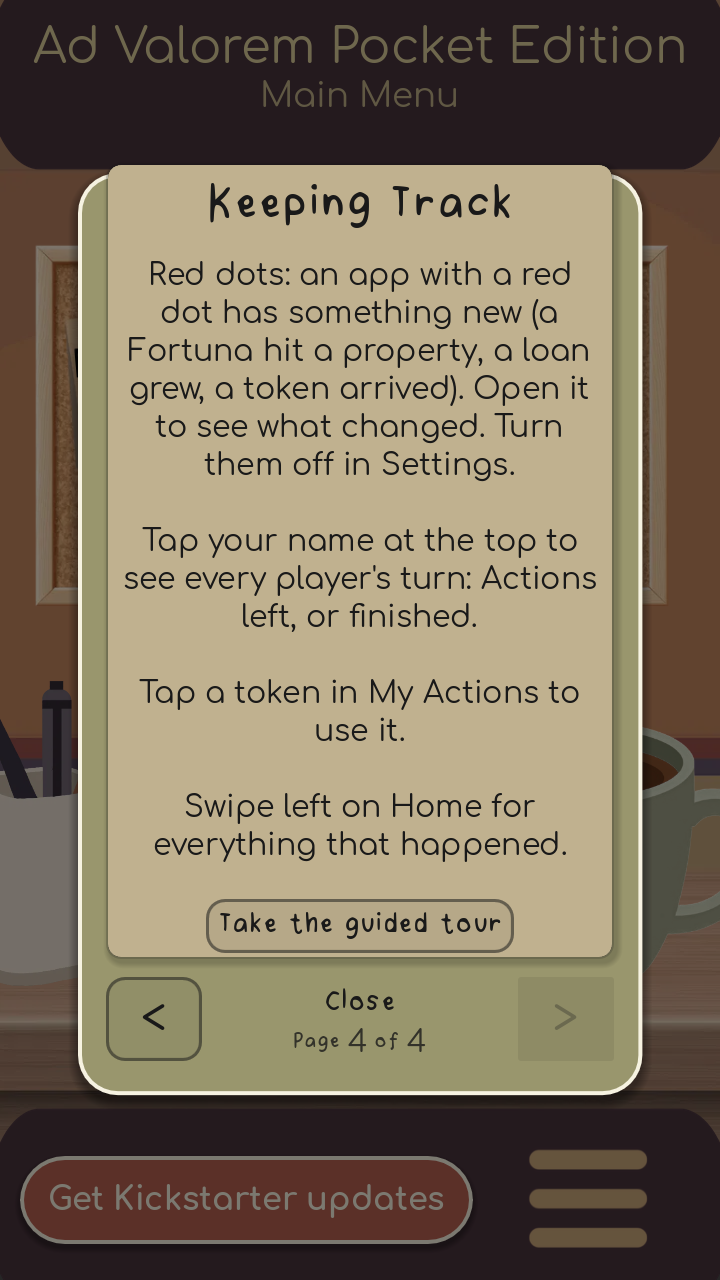 Ad Valorem Pocket Edition
Main Menu
Keeping Track
Red dots: an app with a red
dot has something new (a
Fortuna hit a property, a loan
grew, a token arrived). Open it
to see what changed. Turn
them off in Settings.
Tap your name at the top to
see every player's turn: Actions
left, or finished.
Tap a token in My Actions to
use it.
Swipe left on Home for
everything that happened.
Take the guided tour
<
Close
>
Page 4 of 4
Get Kickstarter updates